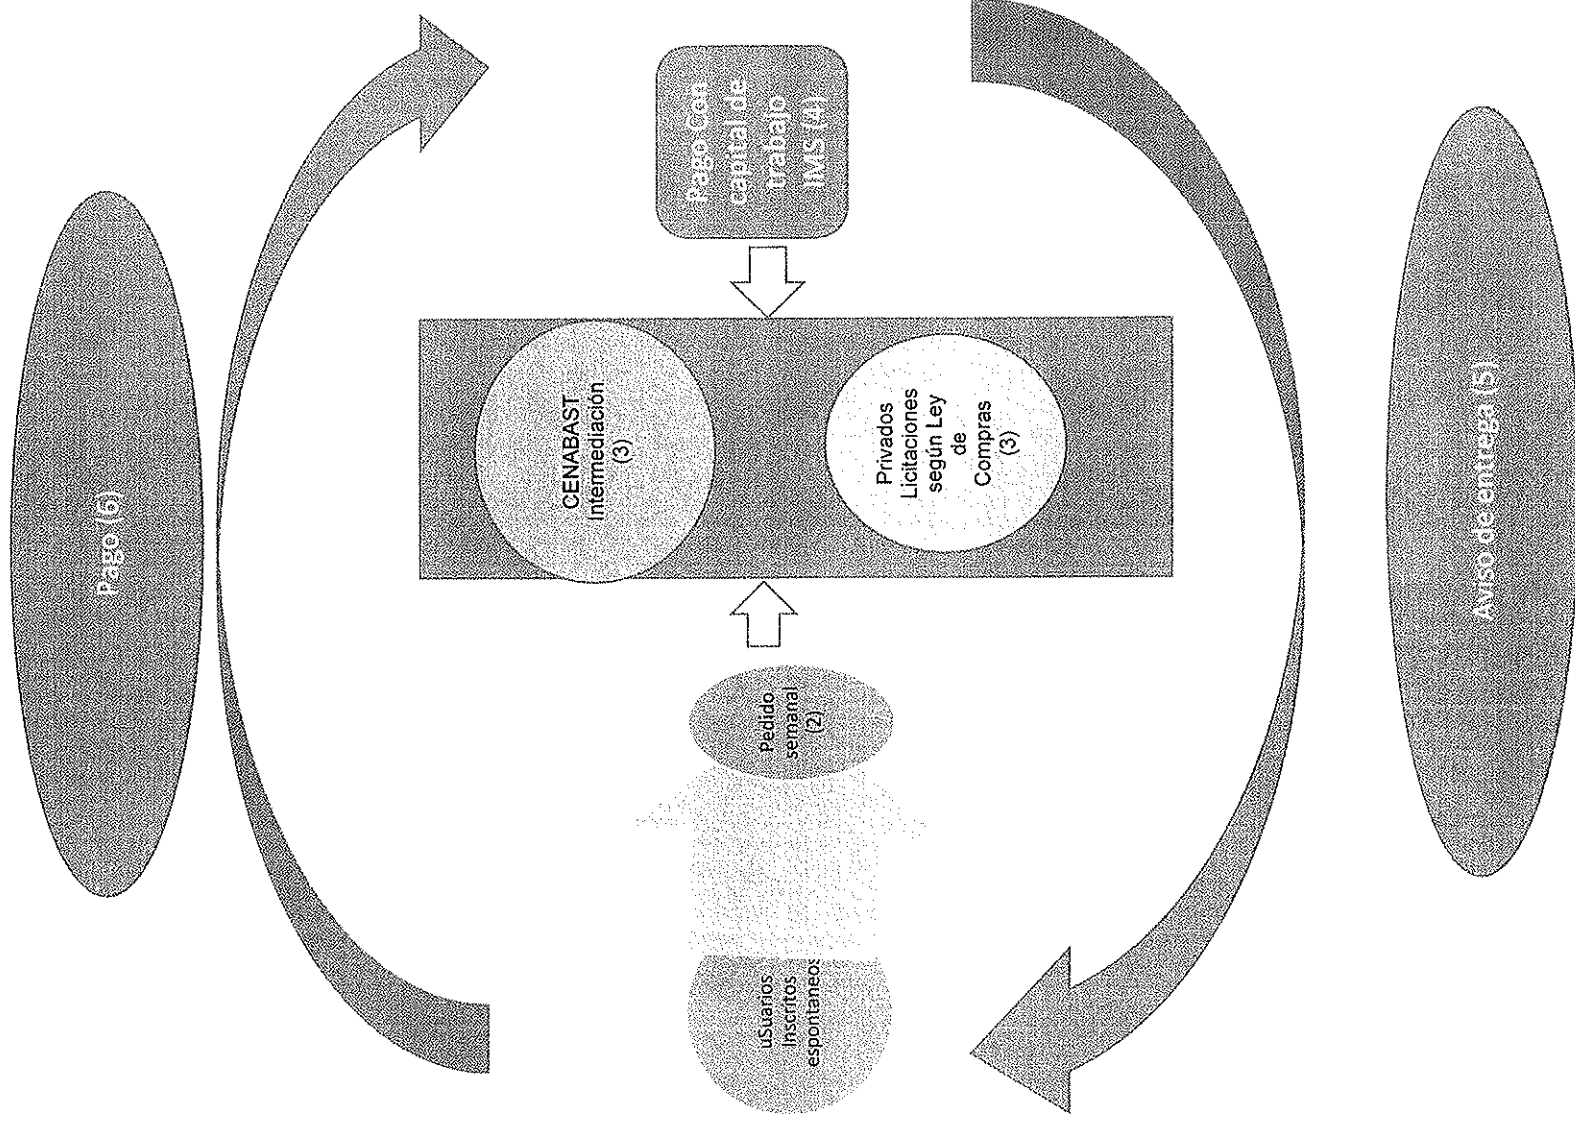 Pago (6)
uSuarios
Inscritos
espontaneos
Pedido
semanal
(2)
CENABAST
Intermediación
(3)
Privados
Licitaciones
según Ley
de
Compras
(3)
Pago Con
capital de
trabajo
IMS (4)
Aviso de entrega (5)